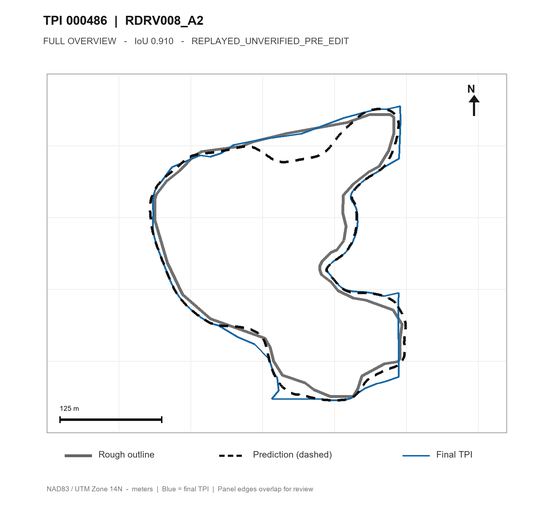 TPI 000486 | RDRV008_A2
FULL OVERVIEW - IoU 0.910 - REPLAYED_UNVERIFIED_PRE_EDIT
N
125 m
Rough outline Prediction (dashed) Final TPI
NAD83 / UTM Zone 14N - meters | Blue = final TPI | Panel edges overlap for review